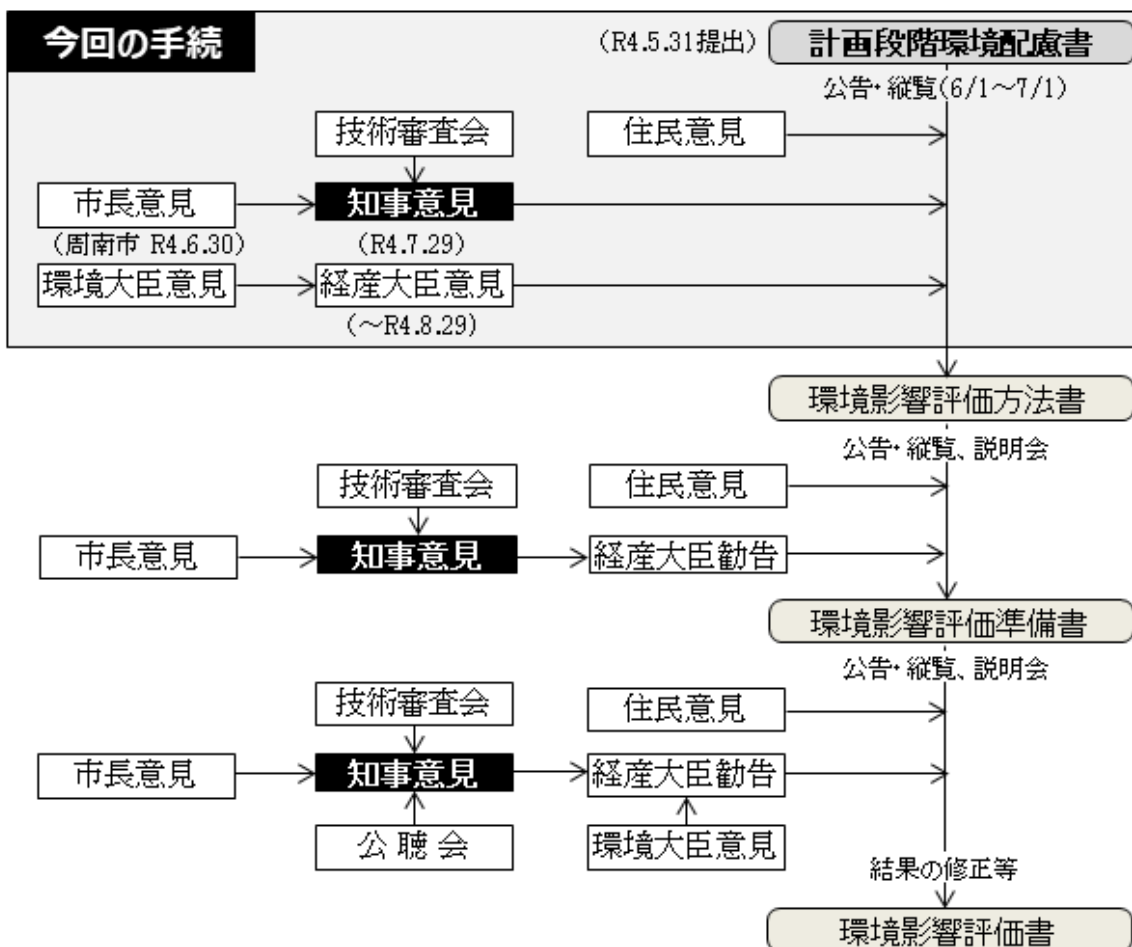 今回の手続
（R4.5.31提出） 計画段階環境配慮書
公告・縦覧(6/1～7/1)
技術審査会 住民意見
市長意見 知事意見
（周南市 R4.6.30） （R4.7.29）
環境大臣意見 経産大臣意見
（～R4.8.29）
環境影響評価方法書
公告・縦覧、説明会
技術審査会 住民意見
市長意見 知事意見 経産大臣勧告
環境影響評価準備書
公告・縦覧、説明会
技術審査会 住民意見
市長意見 知事意見 経産大臣勧告
公聴会 環境大臣意見
結果の修正等
環境影響評価書